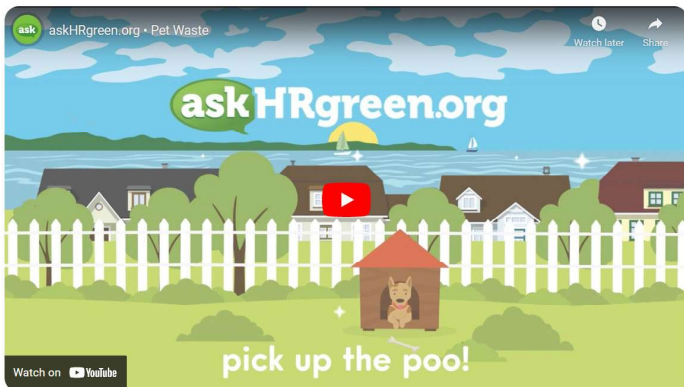 ask
askHRgreen.org • Pet Waste
Watch later
Share
askHRgreen.org
pick up the poo!
Watch on YouTube